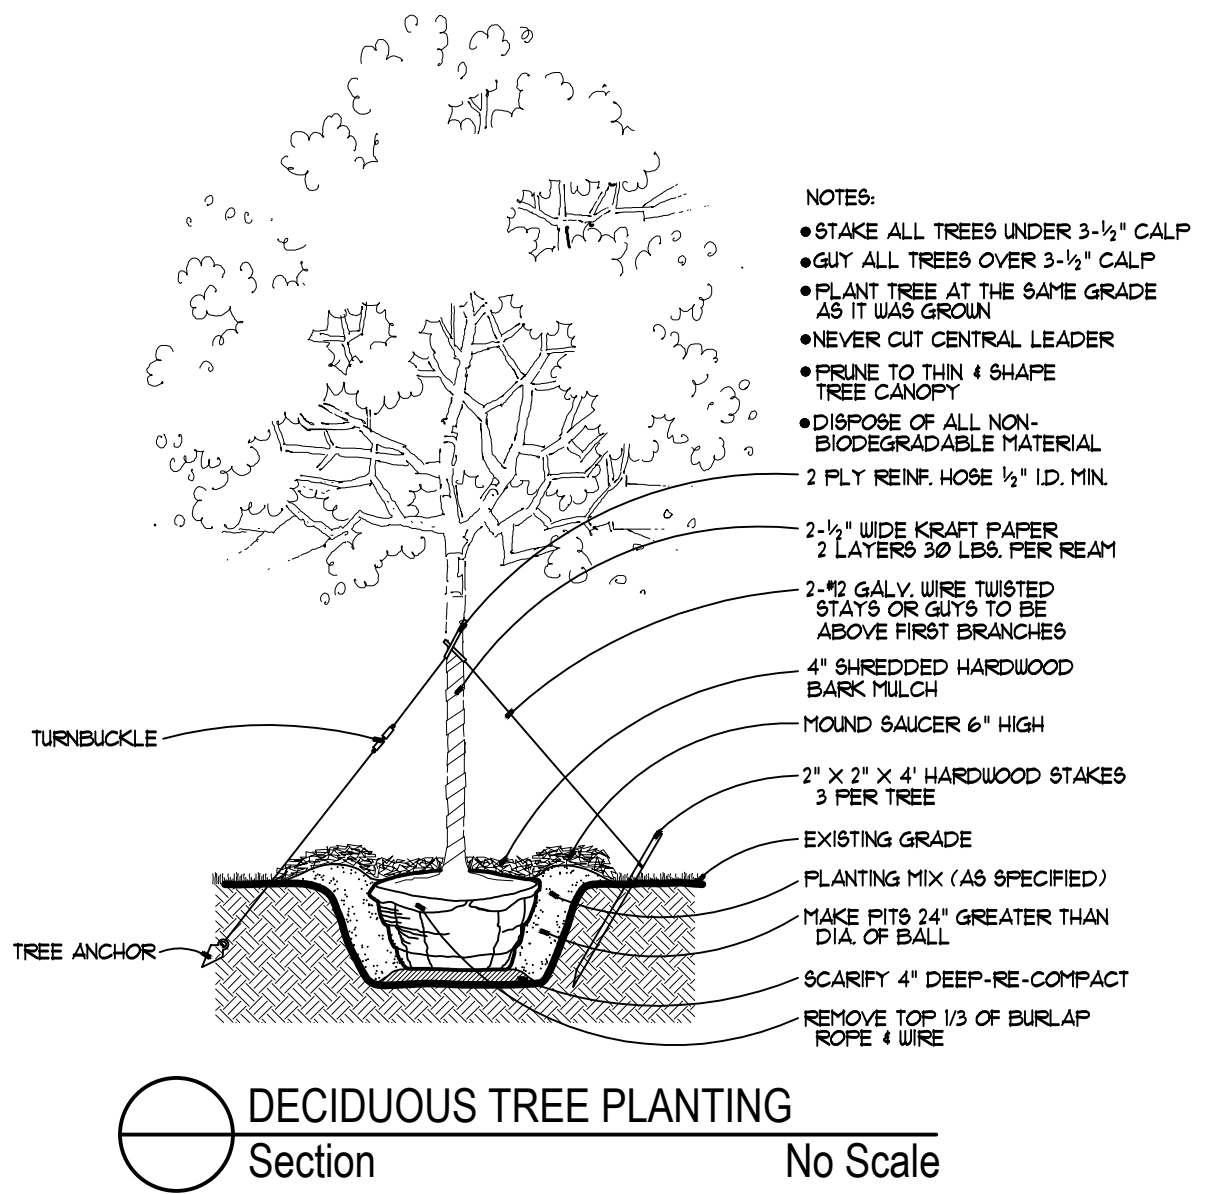 NOTES:
●STAKE ALL TREES UNDER 3-½" CALP
●GUY ALL TREES OVER 3-½" CALP
●PLANT TREE AT THE SAME GRADE
AS IT WAS GROWN
●NEVER CUT CENTRAL LEADER
●PRUNE TO THIN & SHAPE
TREE CANOPY
●DISPOSE OF ALL NON-
BIODEGRADABLE MATERIAL
2 PLY REINF. HOSE ½" I.D. MIN.
2-½" WIDE KRAFT PAPER
2 LAYERS 30 LBS. PER REAM
2-#12 GALV. WIRE TWISTED
STAYS OR GUYS TO BE
ABOVE FIRST BRANCHES
4" SHREDDED HARDWOOD
BARK MULCH
MOUND SAUCER 6" HIGH
TURNBUCKLE
2" X 2" X 4' HARDWOOD STAKES
3 PER TREE
EXISTING GRADE
PLANTING MIX (AS SPECIFIED)
MAKE PITS 24" GREATER THAN
DIA. OF BALL
TREE ANCHOR
SCARIFY 4" DEEP-RE-COMPACT
REMOVE TOP 1/3 OF BURLAP
ROPE & WIRE
DECIDUOUS TREE PLANTING
Section No Scale